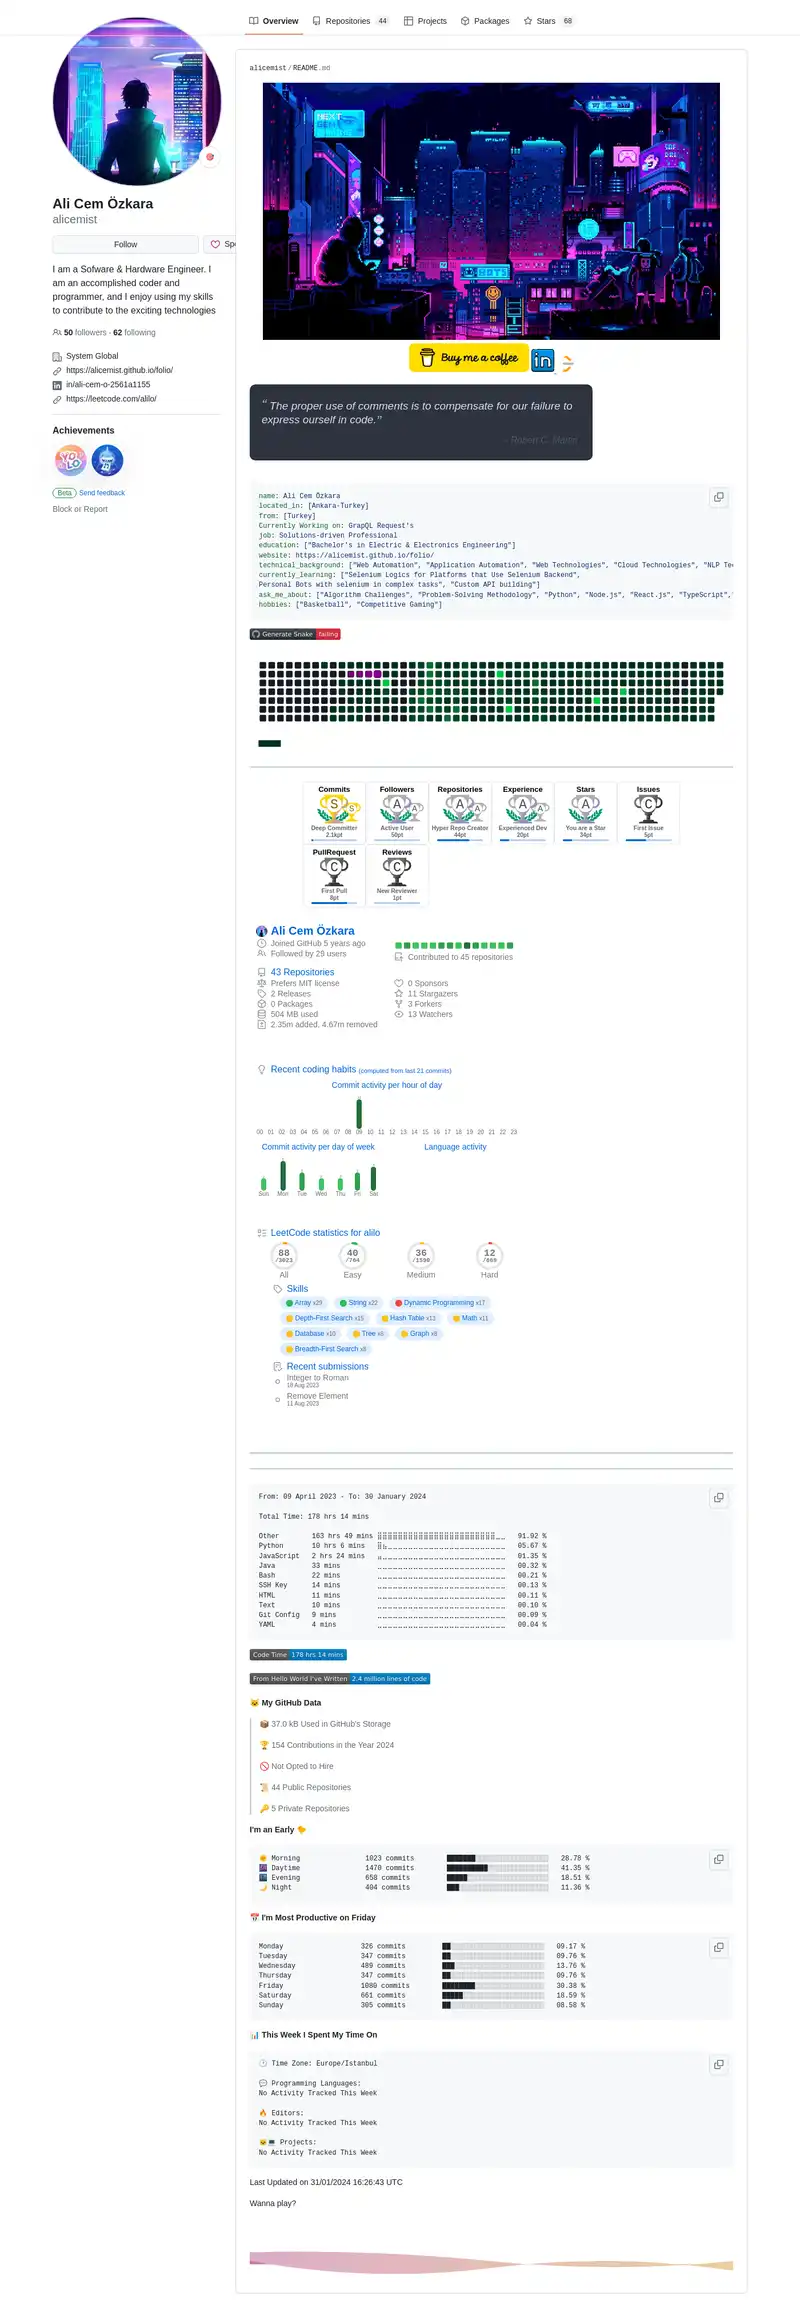 Overview
Repositories 44
Projects
Packages
Stars 68
Ali Cem Özkara
alicemist
Follow
I am a Sofware & Hardware Engineer. I
am an accomplished coder and
programmer, and I enjoy using my skills
to contribute to the exciting technologies
50 followers · 62 following
System Global
https://alicemist.github.io/folio/
in/ali-cem-o-2561a1155
https://leetcode.com/alilo/
Achievements
Beta Send feedback
Block or Report
alicemist/README.md
NEXT
HOTS
Buy me a coffee
in
“ The proper use of comments is to compensate for our failure to
express ourself in code.”
- Robert C. Martin
name: Ali Cem Özkara
located_in: [Ankara-Turkey]
from: [Turkey]
Currently Working on: GrapQL Request's
job: Solutions-driven Professional
education: ["Bachelor's in Electric & Electronics Engineering"]
website: https://alicemist.github.io/folio/
technical_background: ["Web Automation", "Application Automation", "Web Technologies", "Cloud Technologies", "NLP Tec
currently_learning: ["Selenium Logics for Platforms that Use Selenium Backend",
Personal Bots with selenium in complex tasks", "Custom API building"]
ask_me_about: ["Algorithm Challenges", "Problem-Solving Methodology", "Python", "Node.js", "React.js", "TypeScript",
hobbies: ["Basketball", "Competitive Gaming"]
Generate Snake failing
Commits Followers Repositories Experience Stars Issues
S S A A A A A A A C
Deep Committer Active User Hyper Repo Creator Experienced Dev You are a Star First Issue
2.1kpt 50pt 44pt 20pt 34pt 5pt
PullRequest Reviews
C C
First Pull New Reviewer
8pt 1pt
Ali Cem Özkara
Joined GitHub 5 years ago
Followed by 29 users
Contributed to 45 repositories
43 Repositories
Prefers MIT license
2 Releases
0 Packages
504 MB used
2.35m added, 4.67m removed
0 Sponsors
11 Stargazers
3 Forkers
13 Watchers
Recent coding habits (computed from last 21 commits)
Commit activity per hour of day
00 01 02 03 04 05 06 07 08 09 10 11 12 13 14 15 16 17 18 19 20 21 22 23
Commit activity per day of week
Language activity
Sun Mon Tue Wed Thu Fri Sat
LeetCode statistics for alilo
88 40 36 12
/3023 /764 /1590 /669
All Easy Medium Hard
Skills
Array x29 String x22 Dynamic Programming x17
Depth-First Search x15 Hash Table x13 Math x11
Database x10 Tree x8 Graph x8
Breadth-First Search x8
Recent submissions
Integer to Roman
18 Aug 2023
Remove Element
11 Aug 2023
From: 09 April 2023 - To: 30 January 2024
Total Time: 178 hrs 14 mins
Other 163 hrs 49 mins 91.92 %
Python 10 hrs 6 mins 05.67 %
JavaScript 2 hrs 24 mins 01.35 %
Java 33 mins 00.32 %
Bash 22 mins 00.21 %
SSH Key 14 mins 00.13 %
HTML 11 mins 00.11 %
Text 10 mins 00.10 %
Git Config 9 mins 00.09 %
YAML 4 mins 00.04 %
Code Time 178 hrs 14 mins
From Hello World I've Written 2.4 million lines of code
🐱 My GitHub Data
📦 37.0 kB Used in GitHub's Storage
🏆 154 Contributions in the Year 2024
🚫 Not Opted to Hire
📜 44 Public Repositories
🔑 5 Private Repositories
I'm an Early 🐤
🌞 Morning 1023 commits 28.78 %
🌆 Daytime 1470 commits 41.35 %
🌃 Evening 658 commits 18.51 %
🌙 Night 404 commits 11.36 %
📅 I'm Most Productive on Friday
Monday 326 commits 09.17 %
Tuesday 347 commits 09.76 %
Wednesday 489 commits 13.76 %
Thursday 347 commits 09.76 %
Friday 1080 commits 30.38 %
Saturday 661 commits 18.59 %
Sunday 305 commits 08.58 %
📊 This Week I Spent My Time On
🕑︎ Time Zone: Europe/Istanbul
💬 Programming Languages:
No Activity Tracked This Week
🔥 Editors:
No Activity Tracked This Week
🐱‍💻 Projects:
No Activity Tracked This Week
Last Updated on 31/01/2024 16:26:43 UTC
Wanna play?